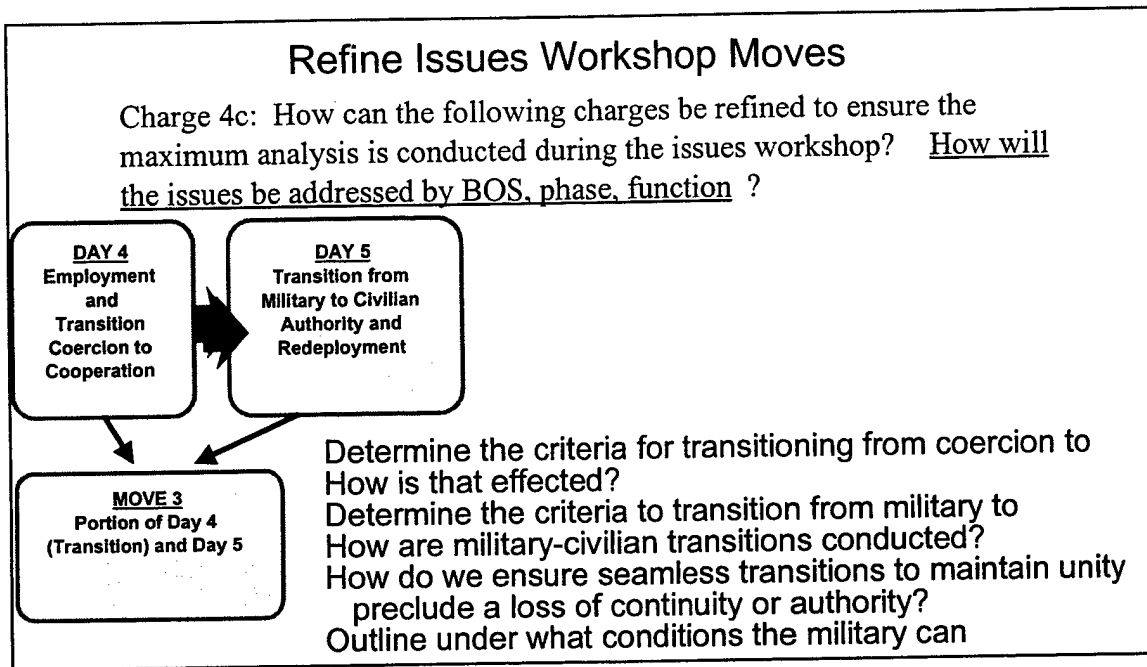 Refine Issues Workshop Moves
Charge 4c: How can the following charges be refined to ensure the
maximum analysis is conducted during the issues workshop? How will
the issues be addressed by BOS, phase, function ?
DAY 4
Employment
and
Transition
Coercion to
Cooperation
DAY 5
Transition from
Military to Civilian
Authority and
Redeployment
MOVE 3
Portion of Day 4
(Transition) and Day 5
Determine the criteria for transitioning from coercion to
How is that effected?
Determine the criteria to transition from military to
How are military-civilian transitions conducted?
How do we ensure seamless transitions to maintain unity
preclude a loss of continuity or authority?
Outline under what conditions the military can